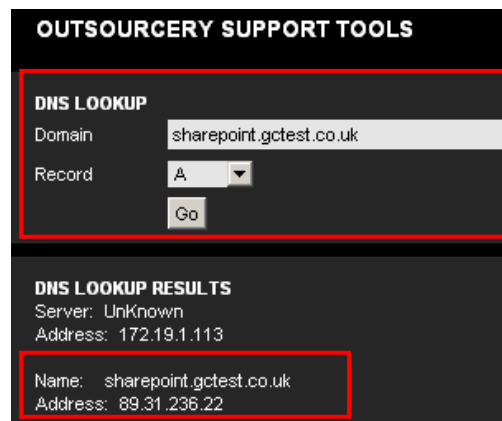 OUTSOURCERY SUPPORT TOOLS
DNS LOOKUP
Domain sharepoint.gctest.co.uk
Record A
Go
DNS LOOKUP RESULTS
Server: UnKnown
Address: 172.19.1.113
Name: sharepoint.gctest.co.uk
Address: 89.31.236.22